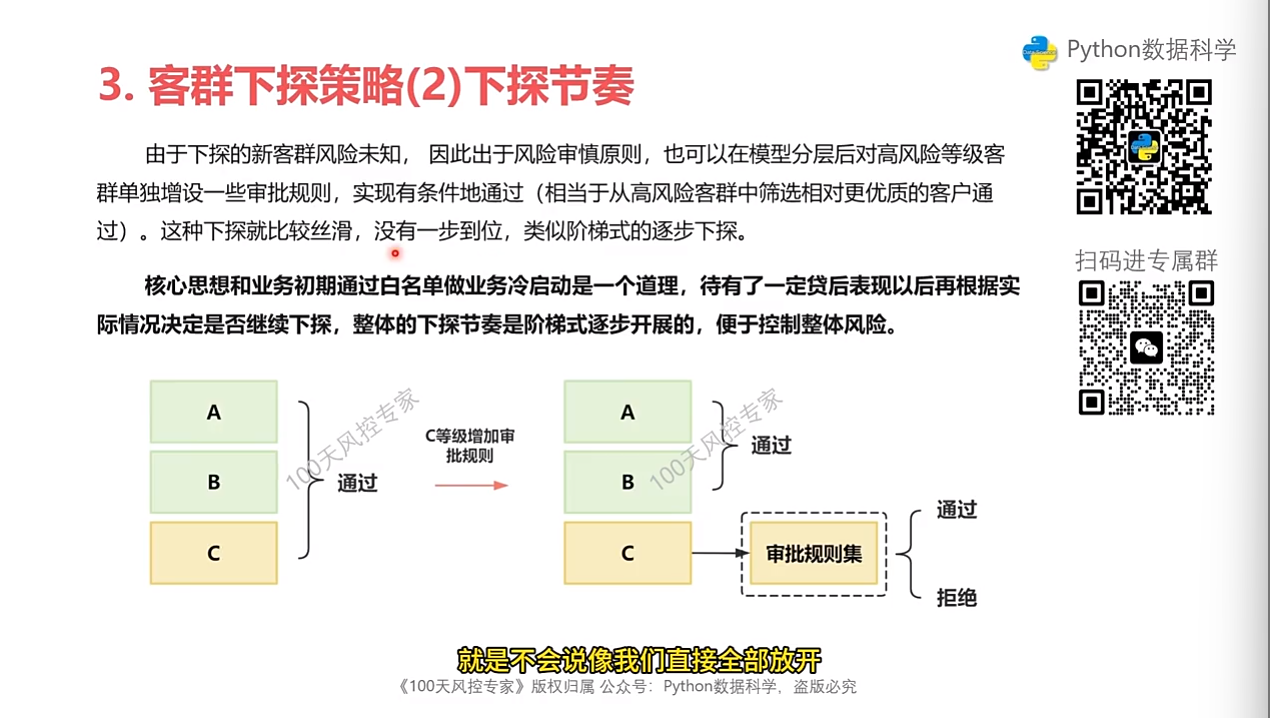 Python数据科学
3. 客群下探策略(2)下探节奏
由于下探的新客群风险未知， 因此出于风险审慎原则，也可以在模型分层后对高风险等级客
群单独增设一些审批规则，实现有条件地通过（相当于从高风险客群中筛选相对更优质的客户通
过）。这种下探就比较丝滑，没有一步到位，类似阶梯式的逐步下探。
扫码进专属群
核心思想和业务初期通过白名单做业务冷启动是一个道理，待有了一定贷后表现以后再根据实
际情况决定是否继续下探，整体的下探节奏是阶梯式逐步开展的，便于控制整体风险。
A
B
C
通过
100天风控专家
C等级增加审
批规则
A
B
C
通过
100天风控专家
审批规则集
通过
拒绝
就是不会说像我们直接全部放开
《100天风控专家》版权归属 公众号：Python数据科学，盗版必究